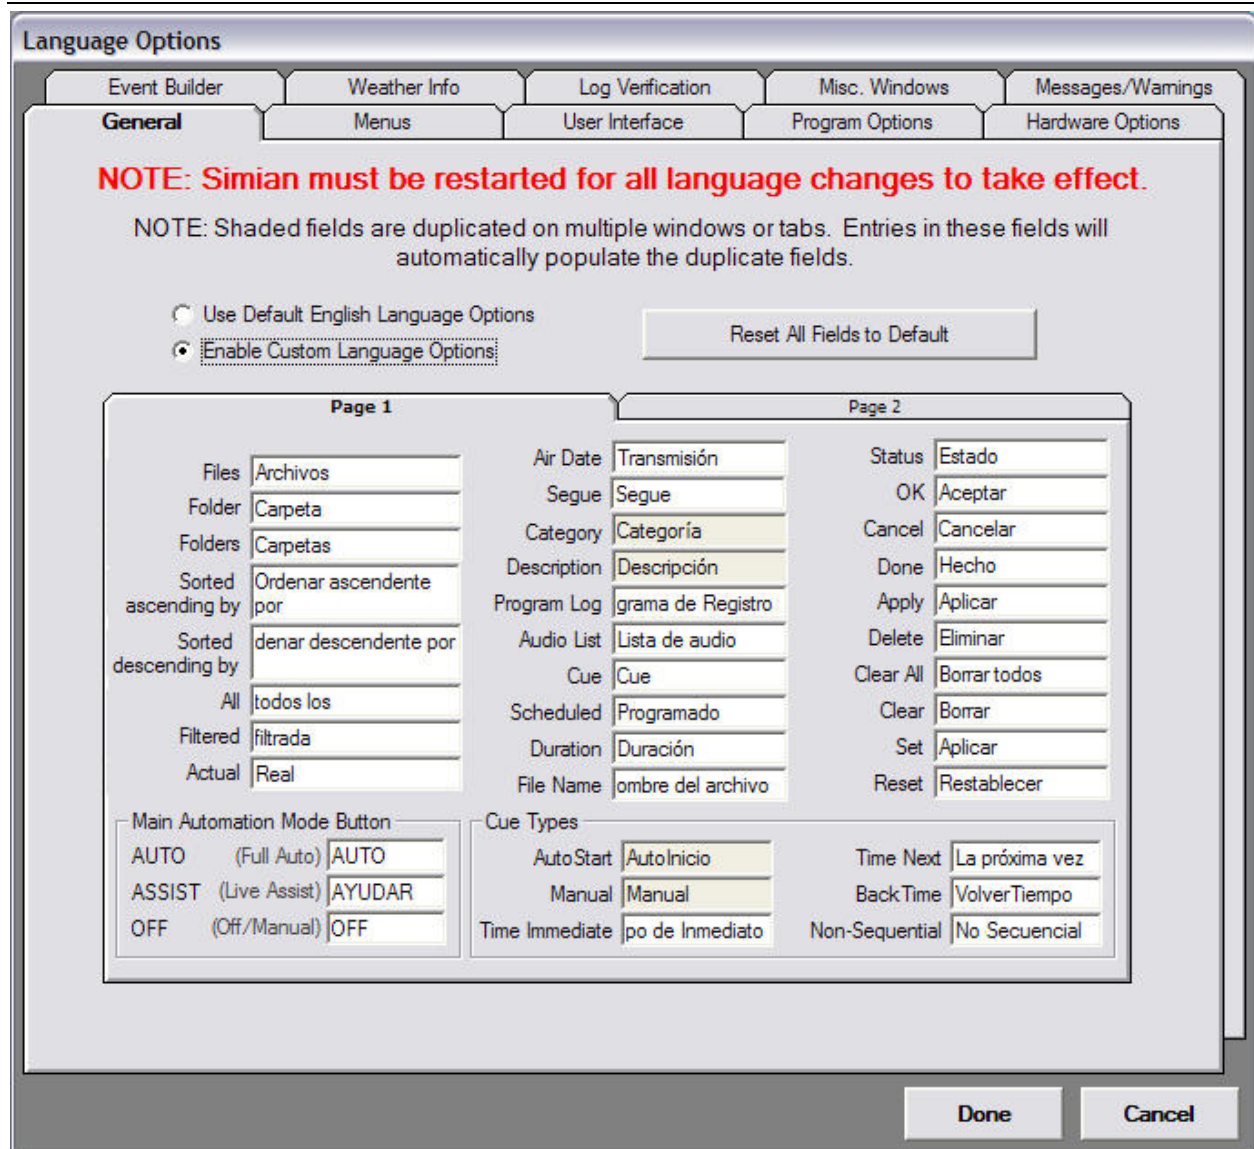 Language Options
Event Builder
Weather Info
Log Verification
Misc. Windows
Messages/Warnings
General
Menus
User Interface
Program Options
Hardware Options
NOTE: Simian must be restarted for all language changes to take effect.
NOTE: Shaded fields are duplicated on multiple windows or tabs. Entries in these fields will
automatically populate the duplicate fields.
Use Default English Language Options
Enable Custom Language Options
Reset All Fields to Default
Page 1
Page 2
Files Archivos
Folder Carpeta
Folders Carpetas
Sorted
ascending by
Ordenar ascendente
por
Sorted
descending by
denar descendente por
All todos los
Filtered filtrada
Actual Real
Air Date Transmisión
Segue Segue
Category Categoría
Description Descripción
Program Log grama de Registro
Audio List Lista de audio
Cue Cue
Scheduled Programado
Duration Duración
File Name ombre del archivo
Status Estado
OK Aceptar
Cancel Cancelar
Done Hecho
Apply Aplicar
Delete Eliminar
Clear All Borrar todos
Clear Borrar
Set Aplicar
Reset Restablecer
Main Automation Mode Button
AUTO (Full Auto) AUTO
ASSIST (Live Assist) AYUDAR
OFF (Off/Manual) OFF
Cue Types
AutoStart AutoInicio
Manual Manual
Time Immediate po de Inmediato
Time Next La próxima vez
BackTime VolverTiempo
Non-Sequential No Secuencial
Done
Cancel